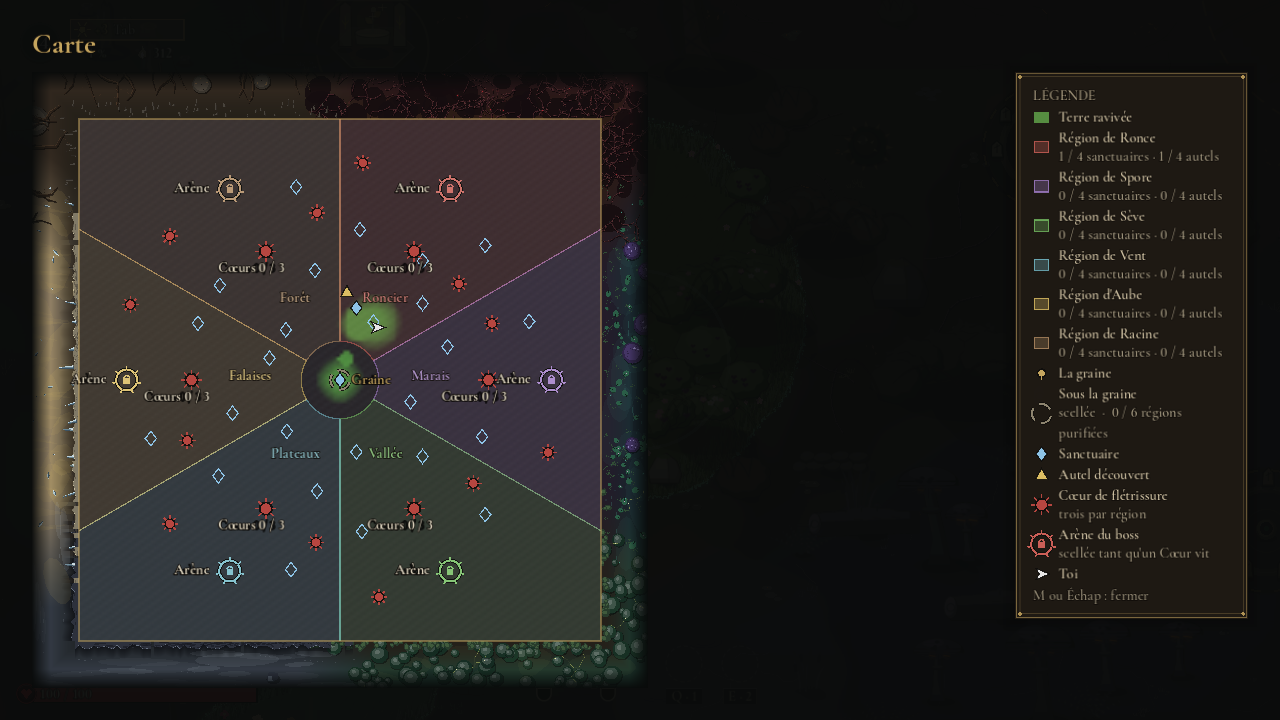 Carte
Arène
Arène
Cœurs 0 / 3
Cœurs 0 / 3
Forêt
Roncier
Arène
Falaises
Cœurs 0 / 3
Graine
Marais
Cœurs 0 / 3
Arène
Plateaux
Vallée
Cœurs 0 / 3
Cœurs 0 / 3
Arène
Arène
LÉGENDE
Terre ravivée
Région de Ronce
1 / 4 sanctuaires · 1 / 4 autels
Région de Spore
0 / 4 sanctuaires · 0 / 4 autels
Région de Sève
0 / 4 sanctuaires · 0 / 4 autels
Région de Vent
0 / 4 sanctuaires · 0 / 4 autels
Région d'Aube
0 / 4 sanctuaires · 0 / 4 autels
Région de Racine
0 / 4 sanctuaires · 0 / 4 autels
La graine
Sous la graine
scellée · 0 / 6 régions
purifiées
Sanctuaire
Autel découvert
Cœur de flétrissure
trois par région
Arène du boss
scellée tant qu'un Cœur vit
Toi
M ou Échap : fermer